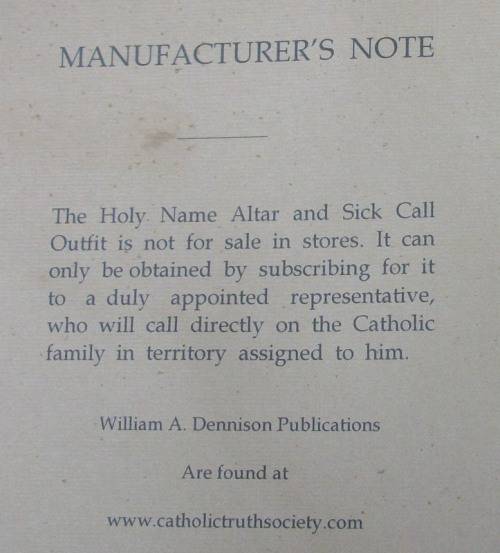 MANUFACTURER'S NOTE
The Holy Name Altar and Sick Call
Outfit is not for sale in stores. It can
only be obtained by subscribing for it
to a duly appointed representative,
who will call directly on the Catholic
family in territory assigned to him.
William A. Dennison Publications
Are found at
www.catholictruthsociety.com